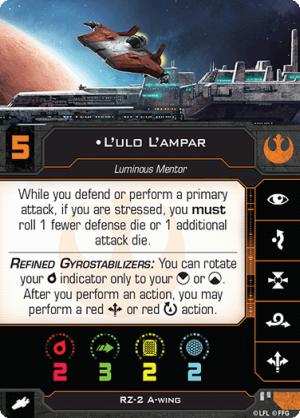 5
•L'ulo L'ampar
Luminous Mentor
While you defend or perform a primary
attack, if you are stressed, you must
roll 1 fewer defense die or 1 additional
attack die.
Refined Gyrostabilizers: You can rotate
your indicator only to your or .
After you perform an action, you may
perform a red or red action.
2 3 2 2
RZ-2 A-wing
©LFL ©FFG